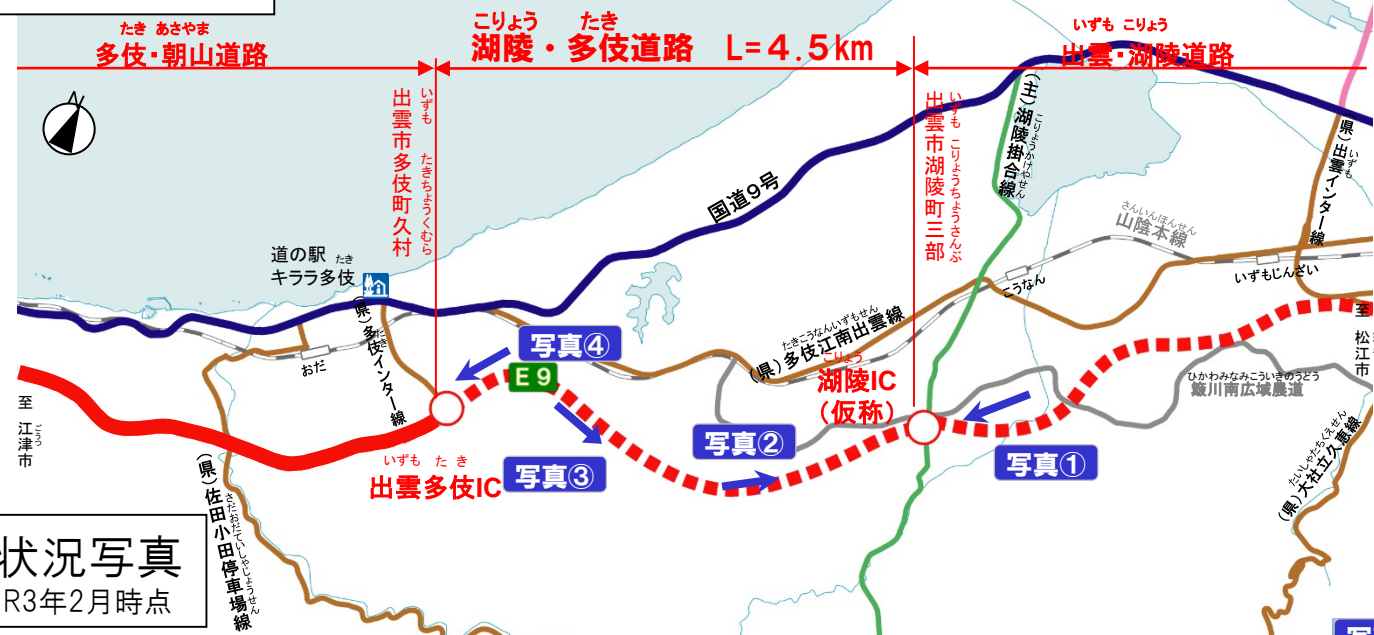 たき あさやま
多伎・朝山道路
こりょう たき
湖陵・多伎道路 L=4.5km
いずも こりょう
出雲・湖陵道路
N
出雲市多伎町久村
いずも たきちょうくむら
出雲市湖陵町三部
いずも こりょうちょうさんぶ
(主)湖陵掛合線
こりょうかけやせん
(県)出雲インター線
いずも
国道9号
さんいんほんせん
山陰本線
道の駅 たき
キララ多伎
(県)多伎インター線
たき
おだ
こうなん
いずもじんざい
たきこうなんいずもせん
(県)多伎江南出雲線
写真④
E9
こりょう
湖陵IC
(仮称)
至 松江市
ひかわみなみこういきのうどう
簸川南広域農道
至 江津市
ごうつ
いずも たき
出雲多伎IC
写真③
写真②
写真①
(県)佐田小田停車場線
さだおだていしゃじょうせん
(県)大社立久恵線
たいしゃたちくえせん
状況写真
R3年2月時点